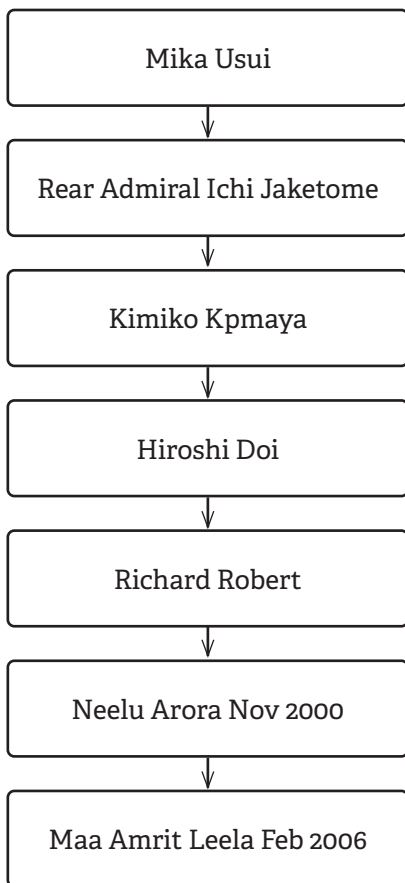 Mika Usui
Rear Admiral Ichi Jaketome
Kimiko Kpmaya
Hiroshi Doi
Richard Robert
Neelu Arora Nov 2000
Maa Amrit Leela Feb 2006